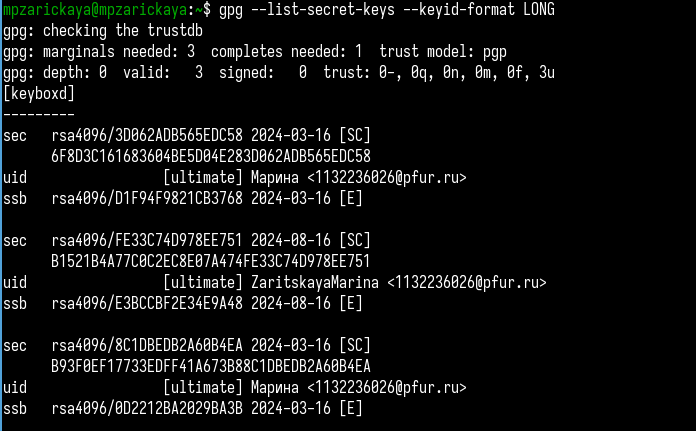 mpzarickaya@mpzarickaya:~$ gpg --list-secret-keys --keyid-format LONG
gpg: checking the trustdb
gpg: marginals needed: 3  completes needed: 1  trust model: pgp
gpg: depth: 0  valid:   3  signed:   0  trust: 0-, 0q, 0n, 0m, 0f, 3u
[keyboxd]
---------
sec   rsa4096/3D062ADB565EDC58 2024-03-16 [SC]
      6F8D3C161683604BE5D04E283D062ADB565EDC58
uid                 [ultimate] Марина <1132236026@pfur.ru>
ssb   rsa4096/D1F94F9821CB3768 2024-03-16 [E]

sec   rsa4096/FE33C74D978EE751 2024-08-16 [SC]
      B1521B4A77C0C2EC8E07A474FE33C74D978EE751
uid                 [ultimate] ZaritskayaMarina <1132236026@pfur.ru>
ssb   rsa4096/E3BCCBF2E34E9A48 2024-08-16 [E]

sec   rsa4096/8C1DBEDB2A60B4EA 2024-03-16 [SC]
      B93F0EF17733EDFF41A673B88C1DBEDB2A60B4EA
uid                 [ultimate] Марина <1132236026@pfur.ru>
ssb   rsa4096/0D2212BA2029BA3B 2024-03-16 [E]